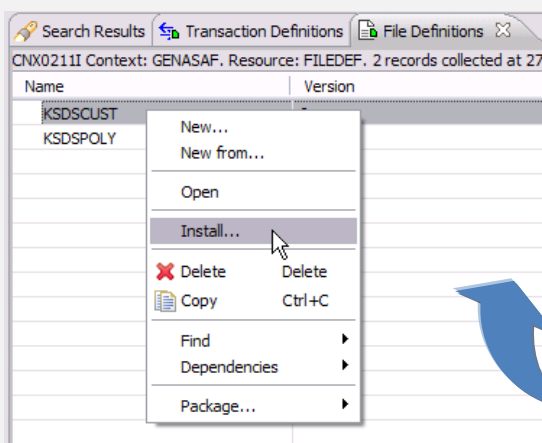 Search Results Transaction Definitions File Definitions
CNX0211I Context: GENASAF. Resource: FILEDEF. 2 records collected at 27
Name Version
KSDSCUST
KSDSPOLY
New...
New from...
Open
Install...
Delete Delete
Copy Ctrl+C
Find
Dependencies
Package...